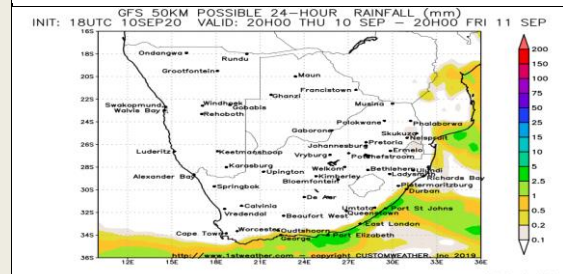 GFS 50KM POSSIBLE 24-HOUR RAINFALL (mm)
INIT: 18UTC 10SEP20 VALID: 20H00 THU 10 SEP - 20H00 FRI 11 SEP
16S
Ondangwa
Rundu
18S
Grootfontein
Maun
20S
Francistown
Ghanzi
Musina
22S
Swakopmund
Windhoek
Gobabis
Walvis Bay
Rehoboth
Polokwane
Phalaborwa
24S
Gaborone
Skukuza
Nelspruit
Pretoria
Johannesburg
26S
Luderitz
Keetmanshoop
Vryburg
Potchefstroom
Ermelo
Karasburg
Upington
Welkom
Bethlehem
Ulundi
28S
Alexander Bay
Kimberley
Ladysmith
Richards Bay
Bloemfontein
Springbok
Pietermaritzburg
Durban
30S
De Aar
Calvinia
Umtata
Port St Johns
32S
Vredendal
Beaufort West
Queenstown
East London
Cape Town
Worcester
Oudtshoorn
34S
George
Port Elizabeth
36S
http://www.1stweather.com - copyright CUSTOMWEATHER, Inc 2019
12E
15E
18E
21E
24E
27E
30E
33E
36E
200
150
100
75
50
25
15
10
5
2.5
1
0.5
0.2
0.1